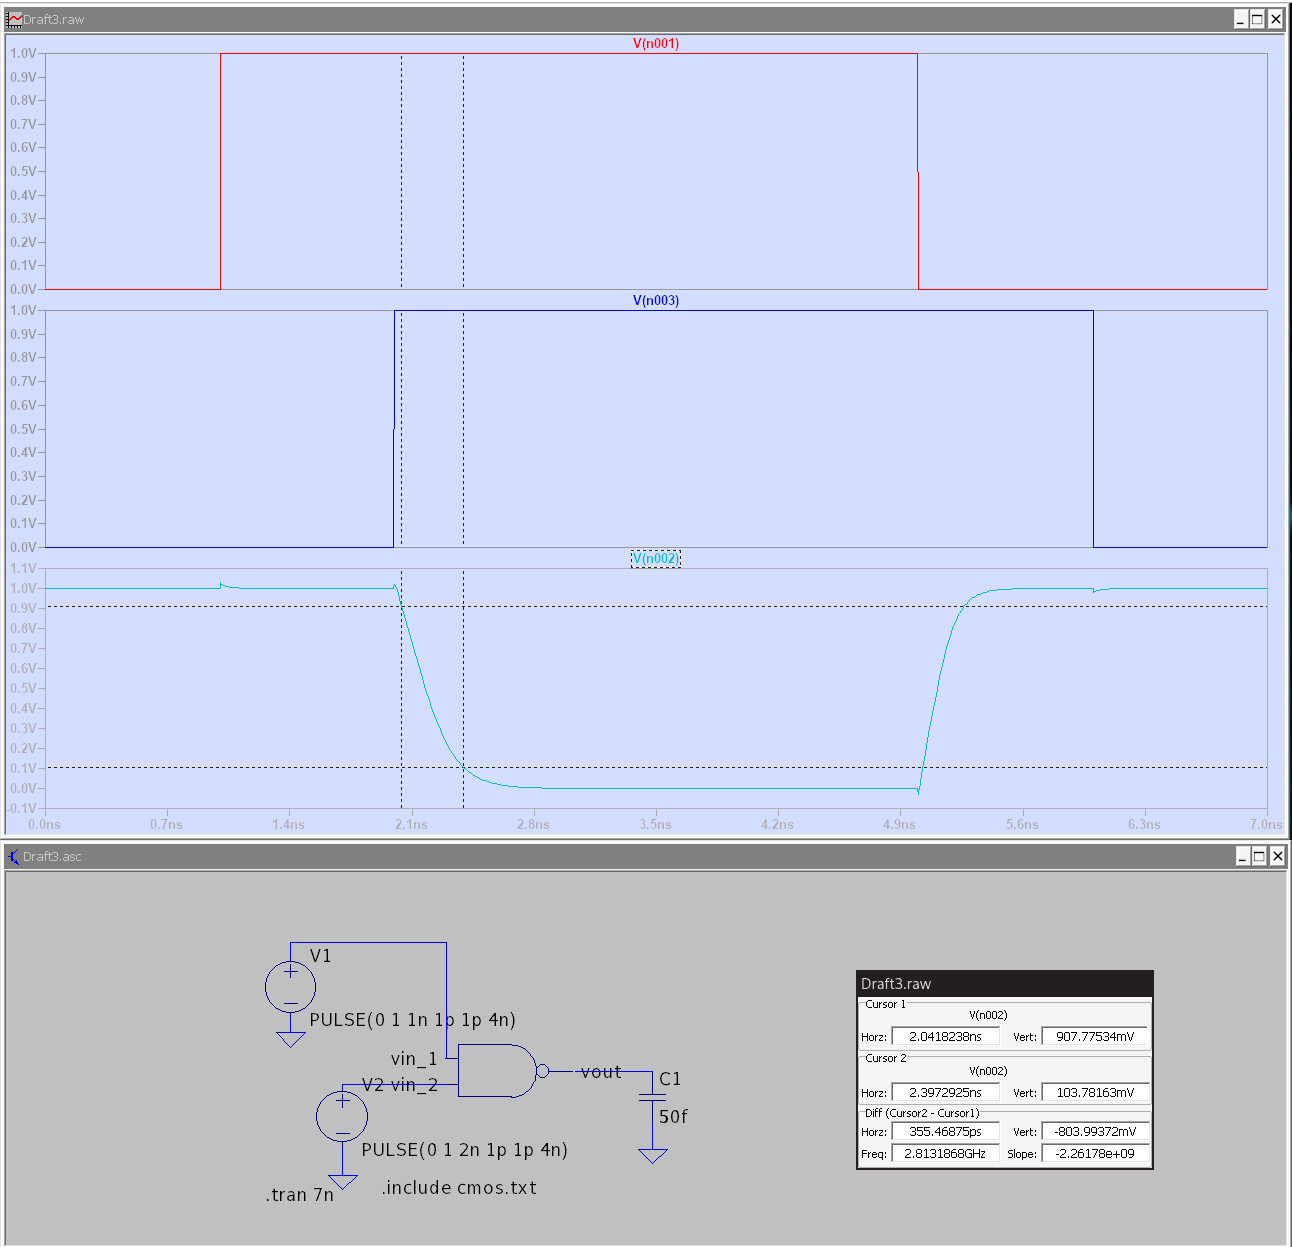 Draft3.raw
V(n001)
1.0V
0.9V
0.8V
0.7V
0.6V
0.5V
0.4V
0.3V
0.2V
0.1V
0.0V
V(n003)
1.0V
0.9V
0.8V
0.7V
0.6V
0.5V
0.4V
0.3V
0.2V
0.1V
0.0V
V(n002)
1.1V
1.0V
0.9V
0.8V
0.7V
0.6V
0.5V
0.4V
0.3V
0.2V
0.1V
0.0V
-0.1V
0.0ns 0.7ns 1.4ns 2.1ns 2.8ns 3.5ns 4.2ns 4.9ns 5.6ns 6.3ns 7.0ns
Draft3.asc
V1
PULSE(0 1 1n 1p 1p 4n)
vin_1
V2 vin_2
vout
C1
50f
PULSE(0 1 2n 1p 1p 4n)
.tran 7n
.include cmos.txt
Draft3.raw
Cursor 1
V(n002)
Horz: 2.0418238ns Vert: 907.77534mV
Cursor 2
V(n002)
Horz: 2.3972925ns Vert: 103.78163mV
Diff (Cursor2 - Cursor1)
Horz: 355.46875ps Vert: -803.99372mV
Freq: 2.8131868GHz Slope: -2.26178e+09